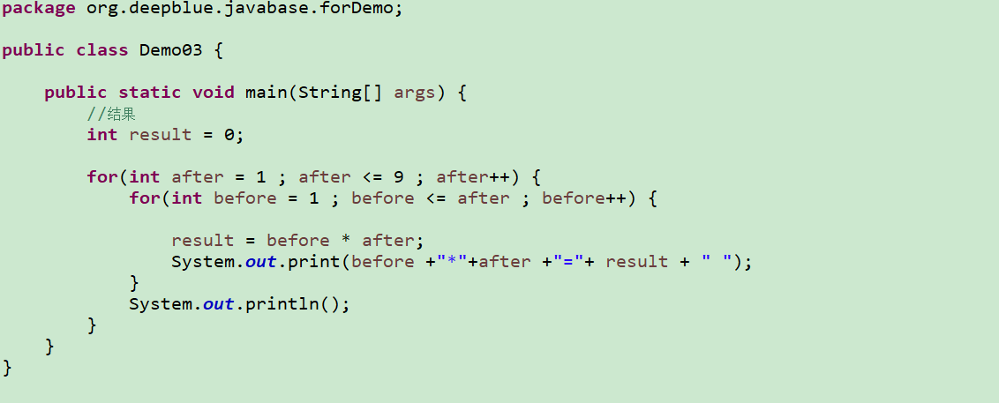 package org.deepblue.javabase.forDemo;
public class Demo03 {
public static void main(String[] args) {
//结果
int result = 0;
for(int after = 1 ; after <= 9 ; after++) {
for(int before = 1 ; before <= after ; before++) {
result = before * after;
System.out.print(before +"*"+after +"="+ result + " ");
}
System.out.println();
}
}
}